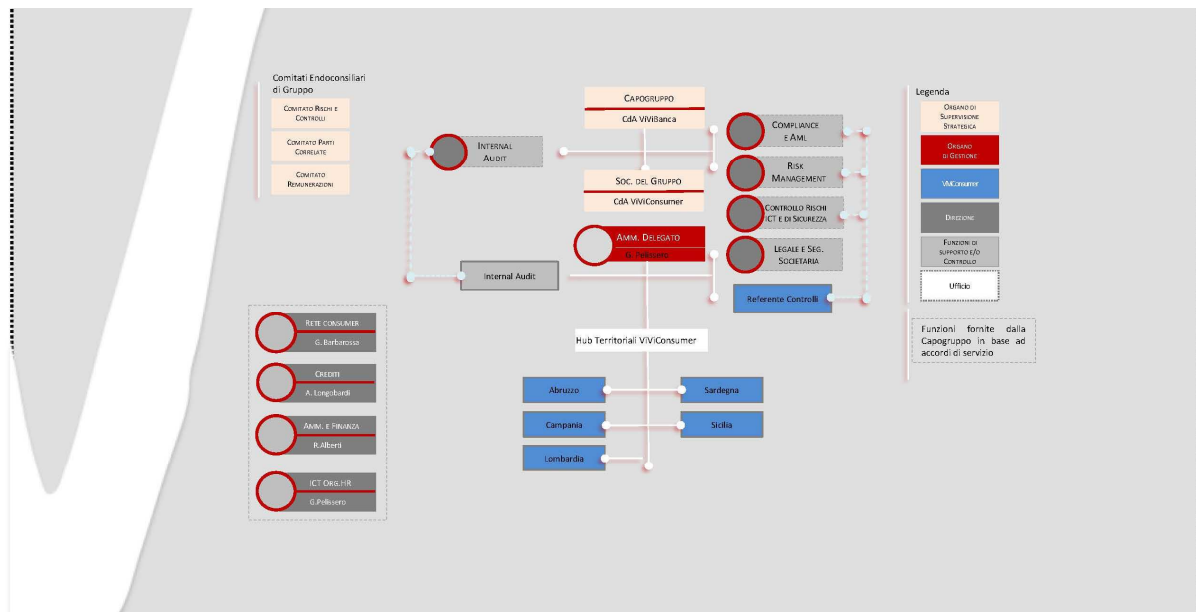 Comitati Endoconsiliari
di Gruppo
COMITATO RISCHI E
CONTROLLI
COMITATO PARTI
CORRELATE
COMITATO
REMUNERAZIONI
INTERNAL
AUDIT
Internal Audit
CAPOGRUPPO
CdA ViViBanca
SOC. DEL GRUPPO
CdA ViViConsumer
AMM. DELEGATO
G. Pelissero
COMPLIANCE
E AML
RISK
MANAGEMENT
CONTROLLO RISCHI
ICT E DI SICUREZZA
LEGALE E SEG.
SOCIETARIA
Referente Controlli
Hub Territoriali ViViConsumer
Abruzzo
Sardegna
Campania
Sicilia
Lombardia
RETE CONSUMER
G. Barbarossa
CREDITI
A. Longobardi
AMM. E FINANZA
R.Alberti
ICT ORG.HR
G.Pelissero
Legenda
ORGANO DI
SUPERVISIONE
STRATEGICA
ORGANO
DI GESTIONE
ViViConsumer
DIREZIONE
FUNZIONI DI
SUPPORTO E/O
CONTROLLO
Ufficio
Funzioni fornite dalla
Capogruppo in base ad
accordi di servizio